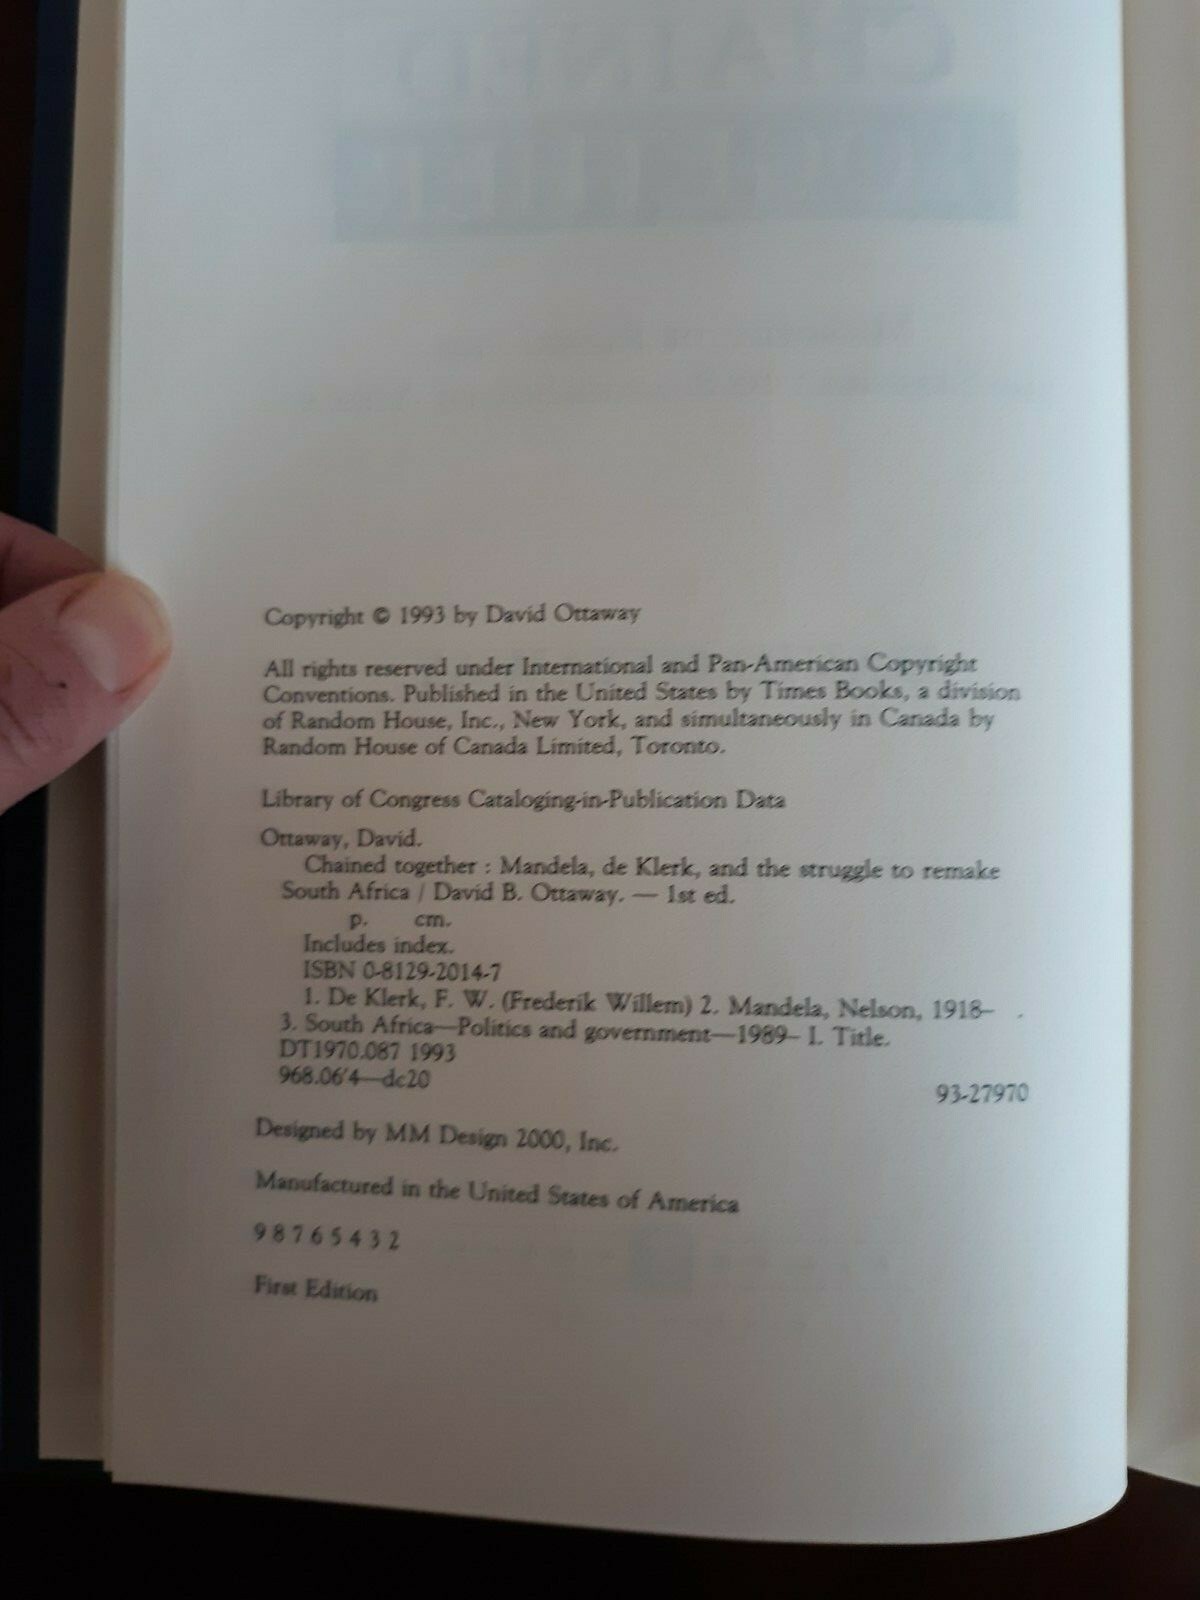 Copyright © 1993 by David Ottaway
All rights reserved under International and Pan-American Copyright
Conventions. Published in the United States by Times Books, a division
of Random House, Inc., New York, and simultaneously in Canada by
Random House of Canada Limited, Toronto.
Library of Congress Cataloging-in-Publication Data
Ottaway, David.
Chained together : Mandela, de Klerk, and the struggle to remake
South Africa / David B. Ottaway. — 1st ed.
p. cm.
Includes index.
ISBN 0-8129-2014-7
1. De Klerk, F. W. (Frederik Willem) 2. Mandela, Nelson, 1918–
3. South Africa—Politics and government—1989– I. Title.
DT1970.087 1993
968.06'4—dc20
93-27970
Designed by MM Design 2000, Inc.
Manufactured in the United States of America
9 8 7 6 5 4 3 2
First Edition